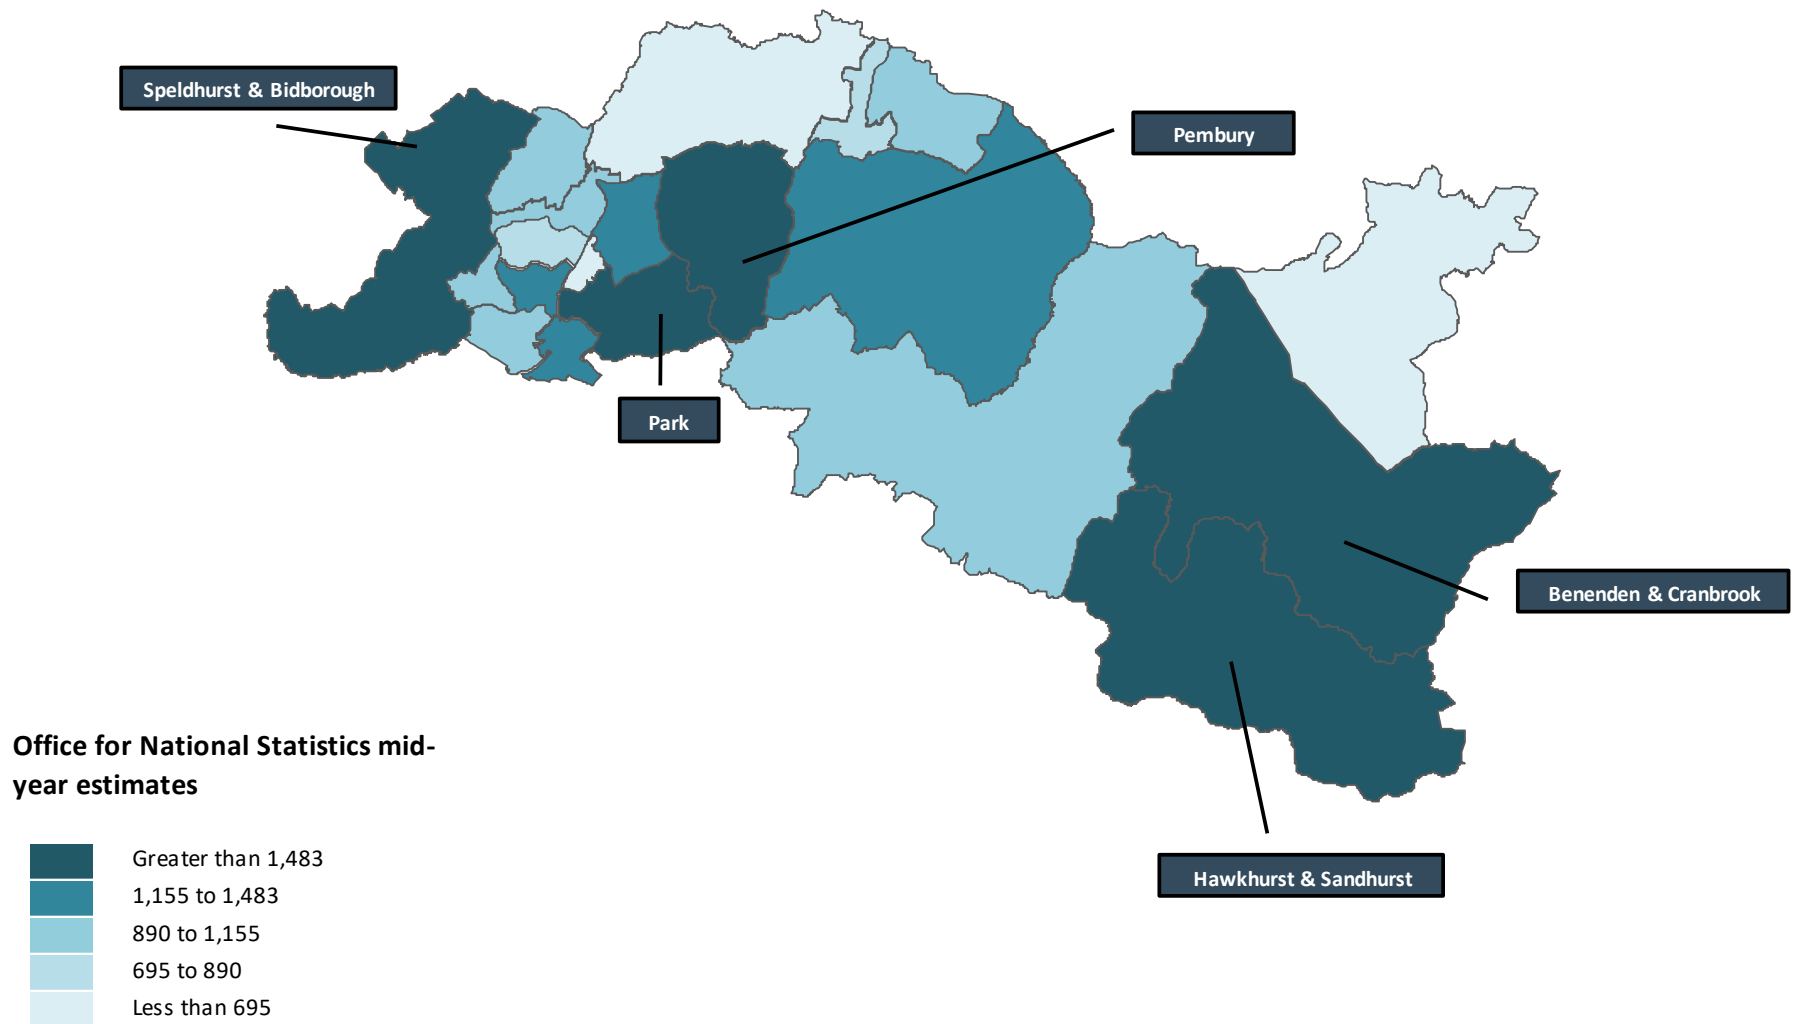 Speldhurst & Bidborough
Pembury
Park
Benenden & Cranbrook
Hawkhurst & Sandhurst
Office for National Statistics mid-
year estimates
Greater than 1,483
1,155 to 1,483
890 to 1,155
695 to 890
Less than 695